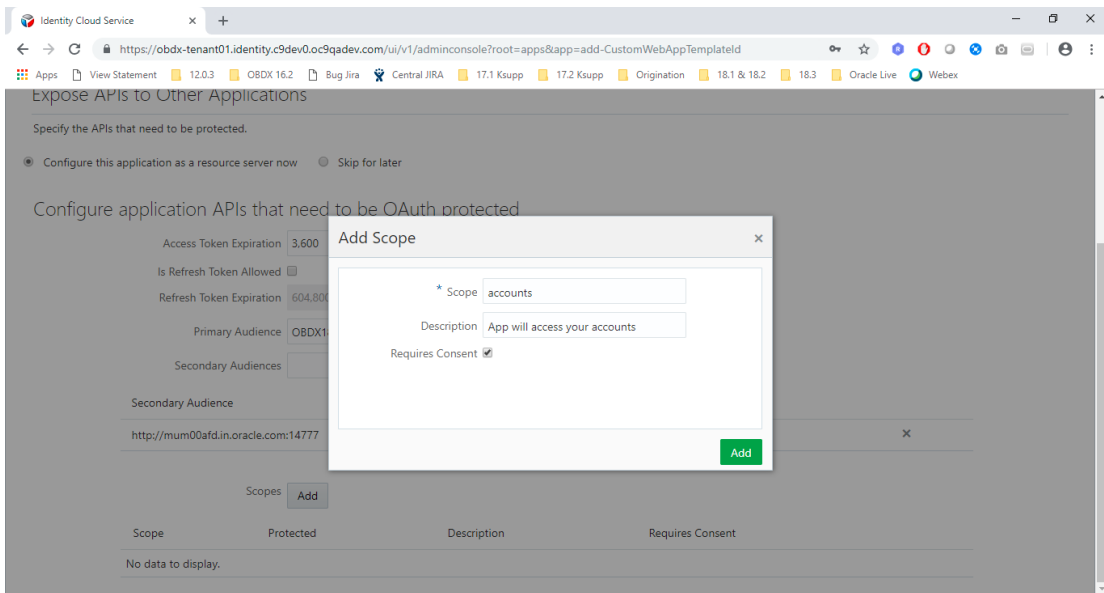 Identity Cloud Service
https://obdx-tenant01.identity.c9dev0.oc9qadev.com/ui/v1/adminconsole?root=apps&app=add-CustomWebAppTemplateId
Apps View Statement 12.0.3 OBDX 16.2 Bug Jira Central JIRA 17.1 Ksupp 17.2 Ksupp Origination 18.1 & 18.2 18.3 Oracle Live Webex
Expose APIs to Other Applications
Specify the APIs that need to be protected.
Configure this application as a resource server now Skip for later
Configure application APIs that need to be OAuth protected
Access Token Expiration 3,600
Is Refresh Token Allowed
Refresh Token Expiration 604,800
Primary Audience OBDX1
Secondary Audiences
Secondary Audience
http://mum00afd.in.oracle.com:14777
Add Scope
* Scope accounts
Description App will access your accounts
Requires Consent
Add
Scopes Add
Scope Protected Description Requires Consent
No data to display.